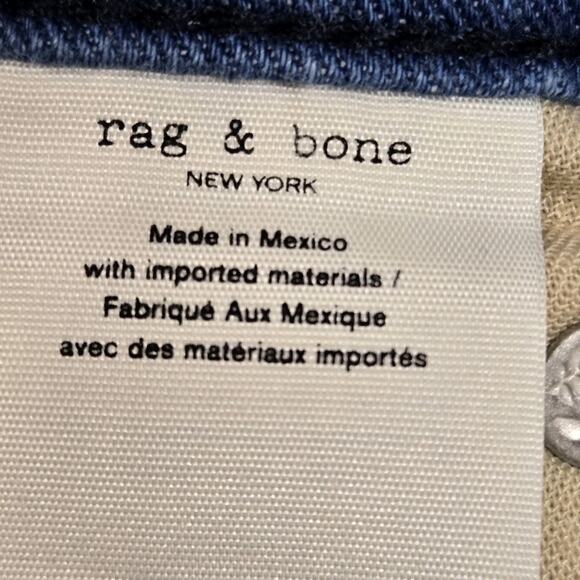 rag & bone
NEW YORK
Made in Mexico
with imported materials /
Fabriqué Aux Mexique
avec des matériaux importés